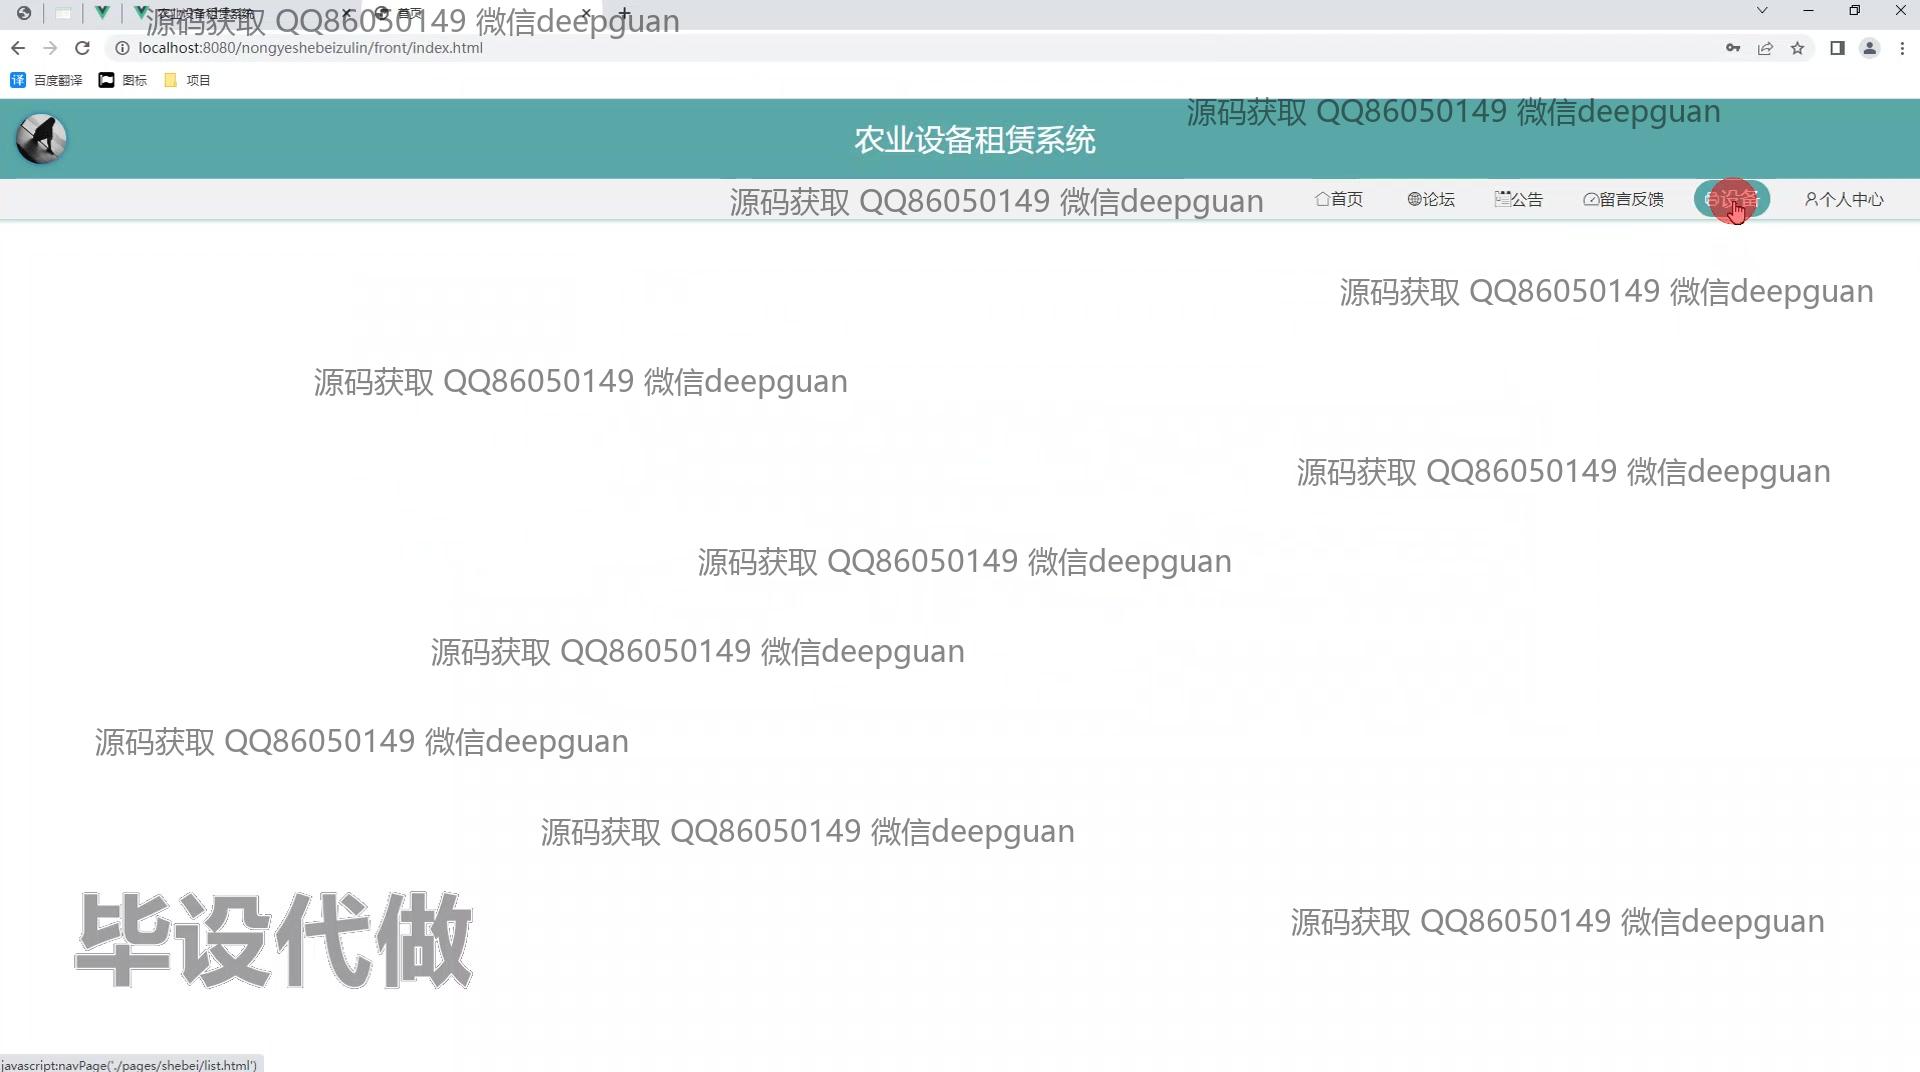 农业设备租赁系统
首页
源码获取 QQ86050149 微信deepguan
localhost:8080/nongyeshebeizulin/front/index.html
百度翻译
图标
项目
源码获取 QQ86050149 微信deepguan
农业设备租赁系统
源码获取 QQ86050149 微信deepguan
首页
论坛
公告
留言反馈
设备
个人中心
源码获取 QQ86050149 微信deepguan
源码获取 QQ86050149 微信deepguan
源码获取 QQ86050149 微信deepguan
源码获取 QQ86050149 微信deepguan
源码获取 QQ86050149 微信deepguan
源码获取 QQ86050149 微信deepguan
源码获取 QQ86050149 微信deepguan
源码获取 QQ86050149 微信deepguan
毕设代做
javascript:navPage('./pages/shebei/list.html')